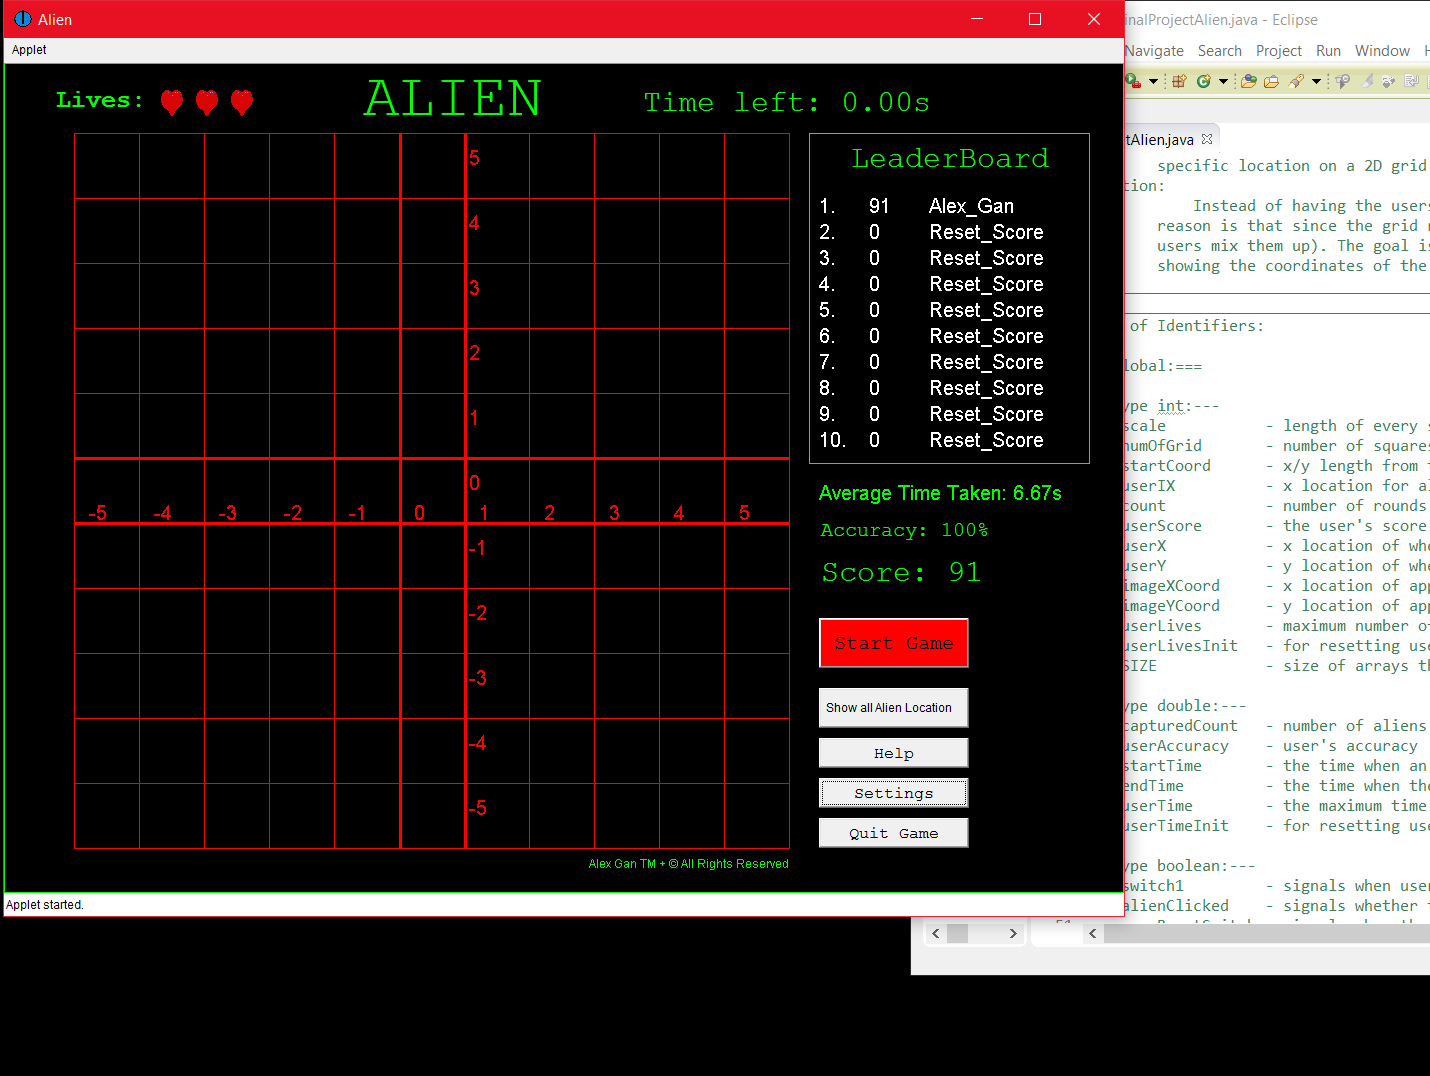 Alien
Applet
Lives:
ALIEN
Time left: 0.00s
5
4
3
2
1
0
-5 -4 -3 -2 -1 0 1 2 3 4 5
-1
-2
-3
-4
-5
Alex Gan TM + © All Rights Reserved
LeaderBoard
1. 91 Alex_Gan
2. 0 Reset_Score
3. 0 Reset_Score
4. 0 Reset_Score
5. 0 Reset_Score
6. 0 Reset_Score
7. 0 Reset_Score
8. 0 Reset_Score
9. 0 Reset_Score
10. 0 Reset_Score
Average Time Taken: 6.67s
Accuracy: 100%
Score: 91
Start Game
Show all Alien Location
Help
Settings
Quit Game
Applet started.
inalProjectAlien.java - Eclipse
Navigate Search Project Run Window
tAlien.java
specific location on a 2D grid
tion:
Instead of having the users
reason is that since the grid
users mix them up). The goal is
showing the coordinates of the
of Identifiers:
lobal:===
ype int:---
scale - length of every s
numOfGrid - number of squares
startCoord - x/y length from
userIX - x location for al
count - number of rounds
userScore - the user's score
userX - x location of whe
userY - y location of whe
imageXCoord - x location of app
imageYCoord - y location of app
userLives - maximum number of
userLivesInit - for resetting use
SIZE - size of arrays th
ype double:---
capturedCount - number of aliens
userAccuracy - user's accuracy
startTime - the time when an
endTime - the time when the
userTime - the maximum time
userTimeInit - for resetting use
ype boolean:---
switch1 - signals when user
alienClicked - signals whether